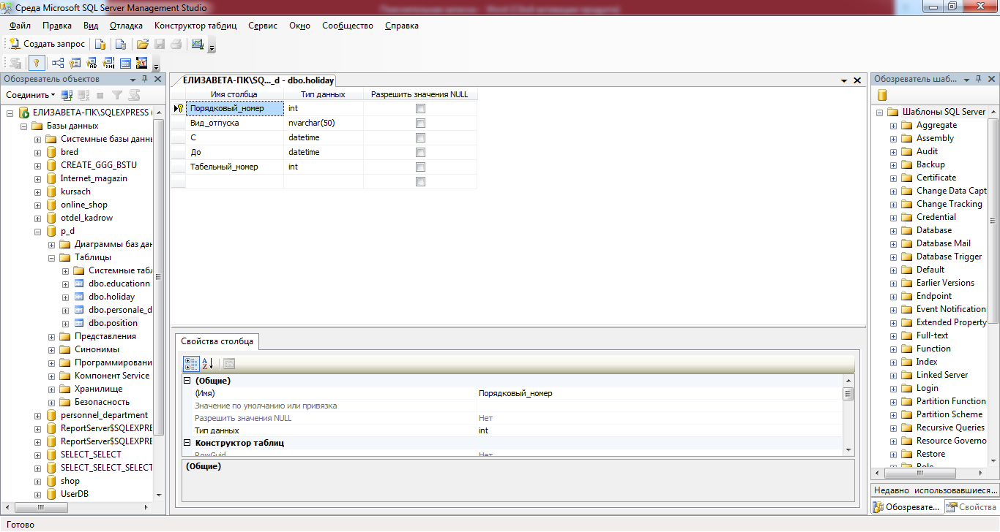 Среда Microsoft SQL Server Management Studio
Файл Правка Вид Отладка Конструктор таблиц Сервис Окно Сообщество Справка
Создать запрос
Обозреватель объектов
Соединить
ЕЛИЗАВЕТА-ПК\SQLEXPRESS (
Базы данных
Системные базы данн
bred
CREATE_GGG_BSTU
Internet_magazin
kursach
online_shop
otdel_kadrow
p_d
Диаграммы баз дан
Таблицы
Системные табл
dbo.educationn
dbo.holiday
dbo.personale_d
dbo.position
Представления
Синонимы
Программировани
Компонент Service
Хранилище
Безопасность
personnel_department
ReportServer$SQLEXPRE
ReportServer$SQLEXPRE
SELECT_SELECT
SELECT_SELECT_SELECT
shop
UserDB
ЕЛИЗАВЕТА-ПК\SQ..._d - dbo.holiday
Имя столбца Тип данных Разрешить значения NULL
Порядковый_номер int
Вид_отпуска nvarchar(50)
С datetime
До datetime
Табельный_номер int
Свойства столбца
(Общие)
(Имя) Порядковый_номер
Значение по умолчанию или привязка
Разрешить значения NULL Нет
Тип данных int
Конструктор таблиц
RowGuid Нет
(Общие)
Обозреватель шаб...
Шаблоны SQL Server
Aggregate
Assembly
Audit
Backup
Certificate
Change Data Capt
Change Tracking
Credential
Database
Database Mail
Database Trigger
Default
Earlier Versions
Endpoint
Event Notification
Extended Property
Full-text
Function
Index
Linked Server
Login
Partition Function
Partition Scheme
Recursive Queries
Resource Governo
Restore
Role
Недавно использовавшиеся...
Обозревате... Свойства
Готово